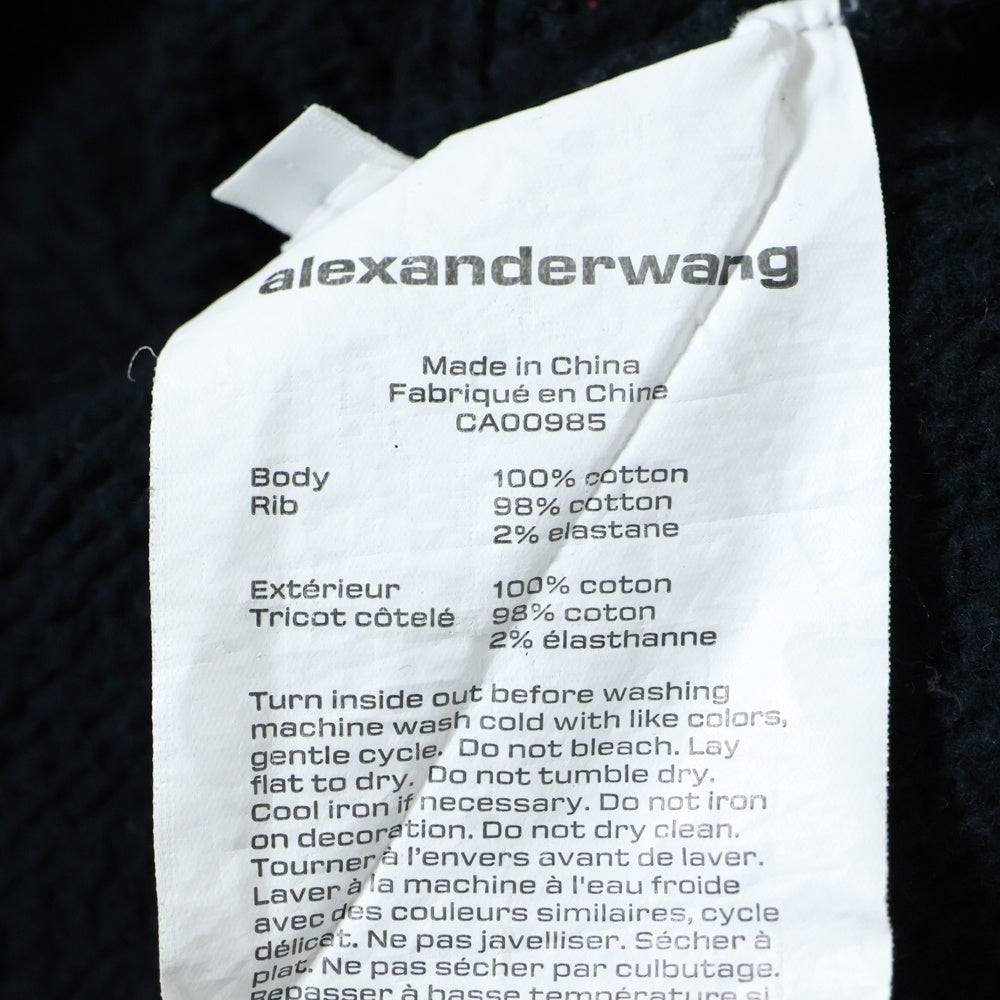 alexanderwang
Made in China
Fabriqué en Chine
CA00985
Body 100% cotton
Rib 98% cotton
2% elastane
Extérieur 100% coton
Tricot côtelé 98% coton
2% élasthanne
Turn inside out before washing
machine wash cold with like colors,
gentle cycle. Do not bleach. Lay
flat to dry. Do not tumble dry.
Cool iron if necessary. Do not iron
on decoration. Do not dry clean.
Tourner à l'envers avant de laver.
Laver à la machine à l'eau froide
avec des couleurs similaires, cycle
délicat. Ne pas javelliser. Sécher à
plat. Ne pas sécher par culbutage.
Repasser à basse température si